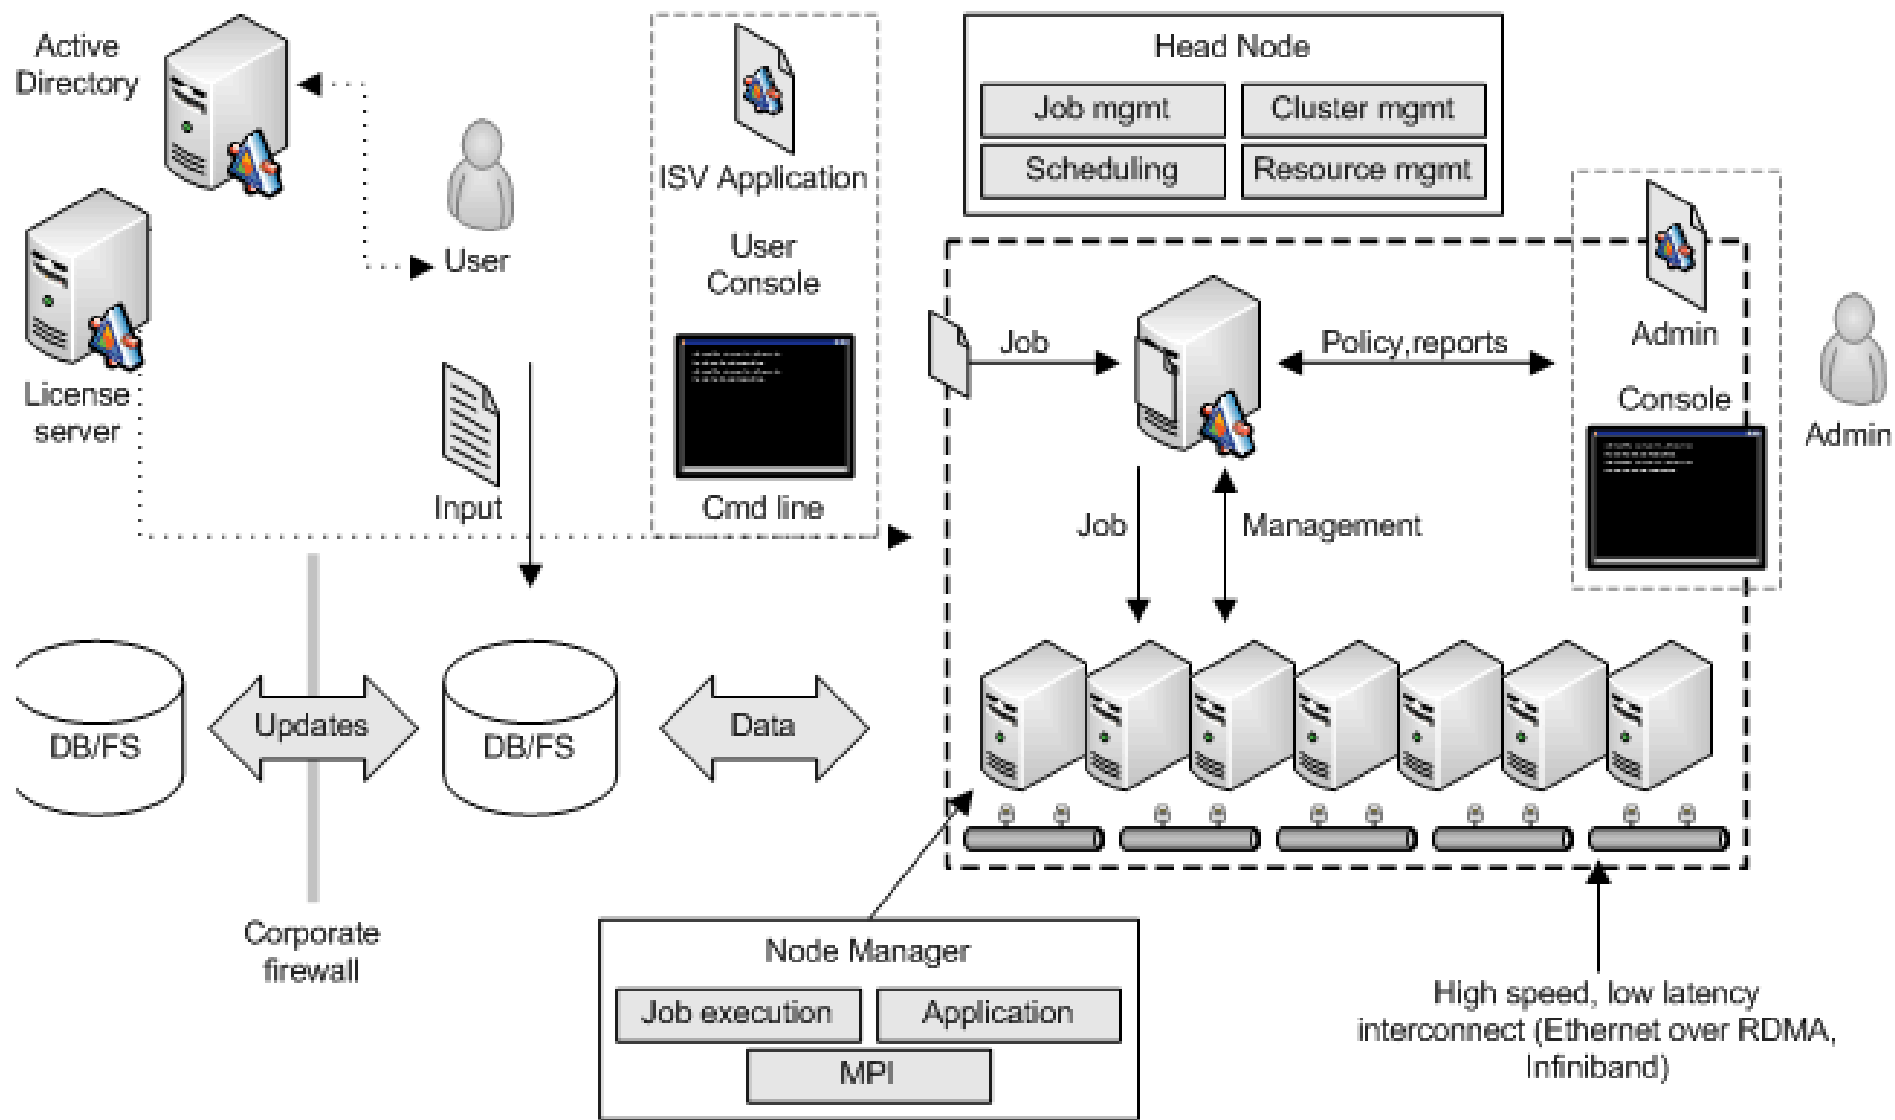 Active
Directory
License
server
User
Input
ISV Application
User
Console
Cmd line
Head Node
Job mgmt
Cluster mgmt
Scheduling
Resource mgmt
Job
Policy,reports
Admin
Console
Admin
Job
Management
DB/FS
Updates
DB/FS
Data
Corporate
firewall
Node Manager
Job execution
Application
MPI
High speed, low latency
interconnect (Ethernet over RDMA,
Infiniband)